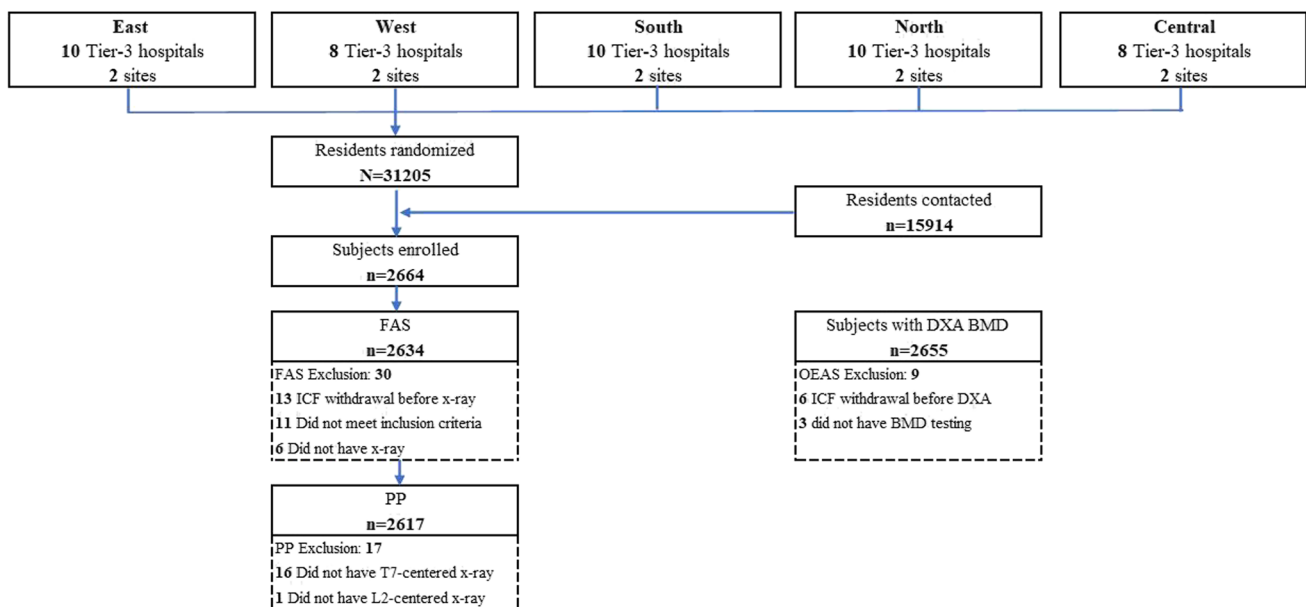 East
10 Tier-3 hospitals
2 sites
West
8 Tier-3 hospitals
2 sites
South
10 Tier-3 hospitals
2 sites
North
10 Tier-3 hospitals
2 sites
Central
8 Tier-3 hospitals
2 sites
Residents randomized
N=31205
Residents contacted
n=15914
Subjects enrolled
n=2664
FAS
n=2634
FAS Exclusion: 30
13 ICF withdrawal before x-ray
11 Did not meet inclusion criteria
6 Did not have x-ray
Subjects with DXA BMD
n=2655
OEAS Exclusion: 9
6 ICF withdrawal before DXA
3 did not have BMD testing
PP
n=2617
PP Exclusion: 17
16 Did not have T7-centered x-ray
1 Did not have L2-centered x-ray